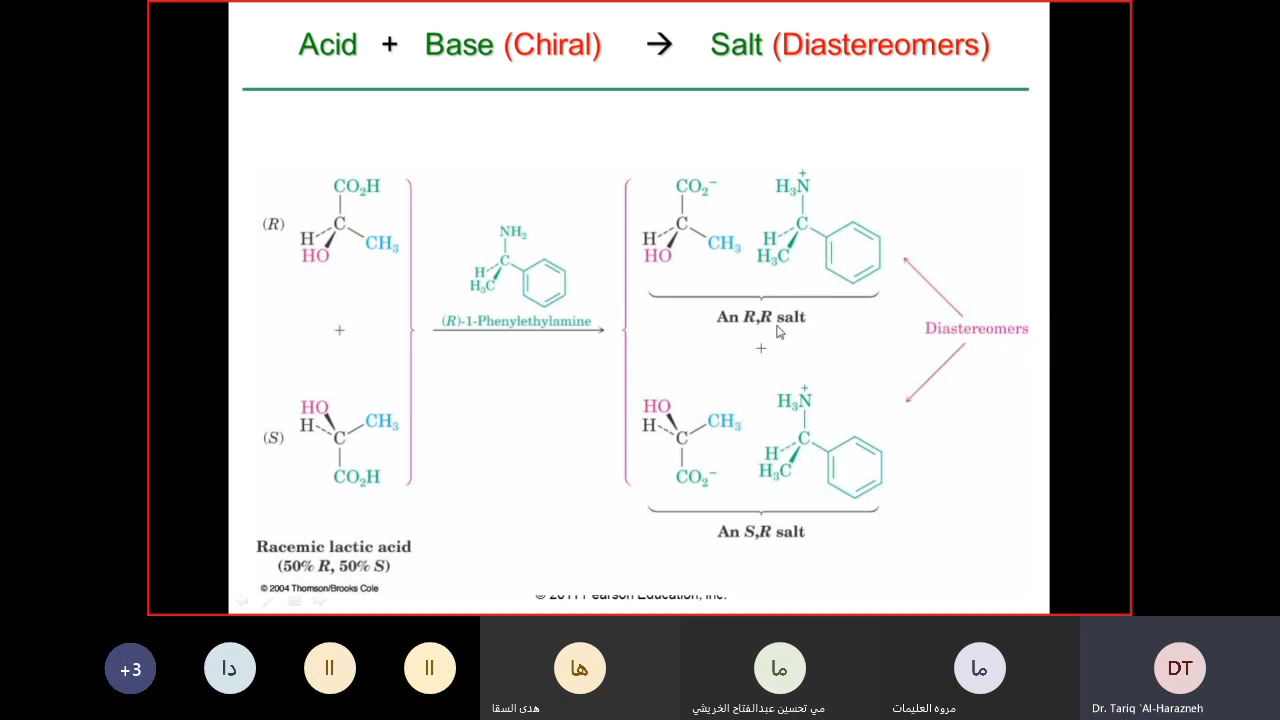 Acid + Base (Chiral) → Salt (Diastereomers)
CO₂H
(R)
C
H
HO
CH₃
+
HO
H
CH₃
(S)
C
CO₂H
Racemic lactic acid
(50% R, 50% S)
© 2004 Thomson/Brooks Cole
NH₂
C
H
H₃C
(R)-1-Phenylethylamine
CO₂⁻
C
H
HO
CH₃
+
H₃N
C
H
H₃C
An R,R salt
+
HO
H
CH₃
C
CO₂⁻
+
H₃N
C
H
H₃C
An S,R salt
Diastereomers
© 2011 Pearson Education, Inc.
+3
دا
اا
اا
ها
هدى السقا
ما
مي تحسين عبدالفتاح الخريشي
ما
مروه العليمات
DT
Dr. Tariq `Al-Harazneh